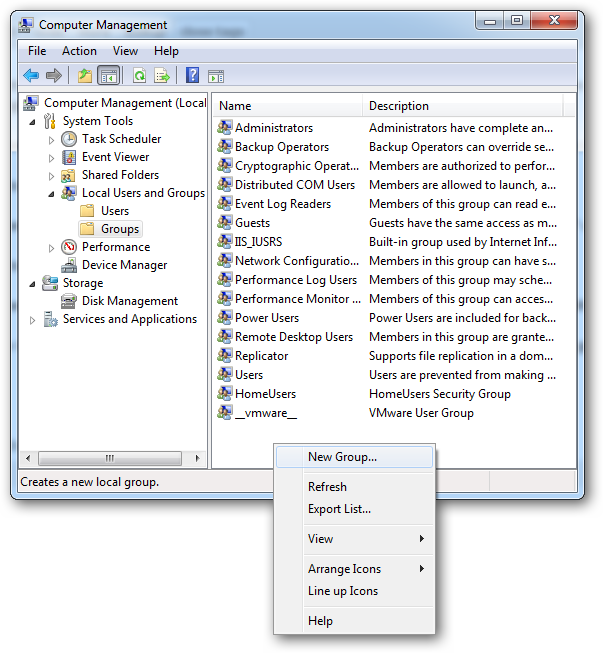 Computer Management
File Action View Help
Computer Management (Local
System Tools
Task Scheduler
Event Viewer
Shared Folders
Local Users and Groups
Users
Groups
Performance
Device Manager
Storage
Disk Management
Services and Applications
Name Description
Administrators Administrators have complete an...
Backup Operators Backup Operators can override se...
Cryptographic Operat... Members are authorized to perfor...
Distributed COM Users Members are allowed to launch, a...
Event Log Readers Members of this group can read e...
Guests Guests have the same access as m...
IIS_IUSRS Built-in group used by Internet Inf...
Network Configuratio... Members in this group can have s...
Performance Log Users Members of this group may sche...
Performance Monitor ... Members of this group can acces...
Power Users Power Users are included for back...
Remote Desktop Users Members in this group are grante...
Replicator Supports file replication in a dom...
Users Users are prevented from making ...
HomeUsers HomeUsers Security Group
__vmware__ VMware User Group
Creates a new local group.
New Group...
Refresh
Export List...
View
Arrange Icons
Line up Icons
Help